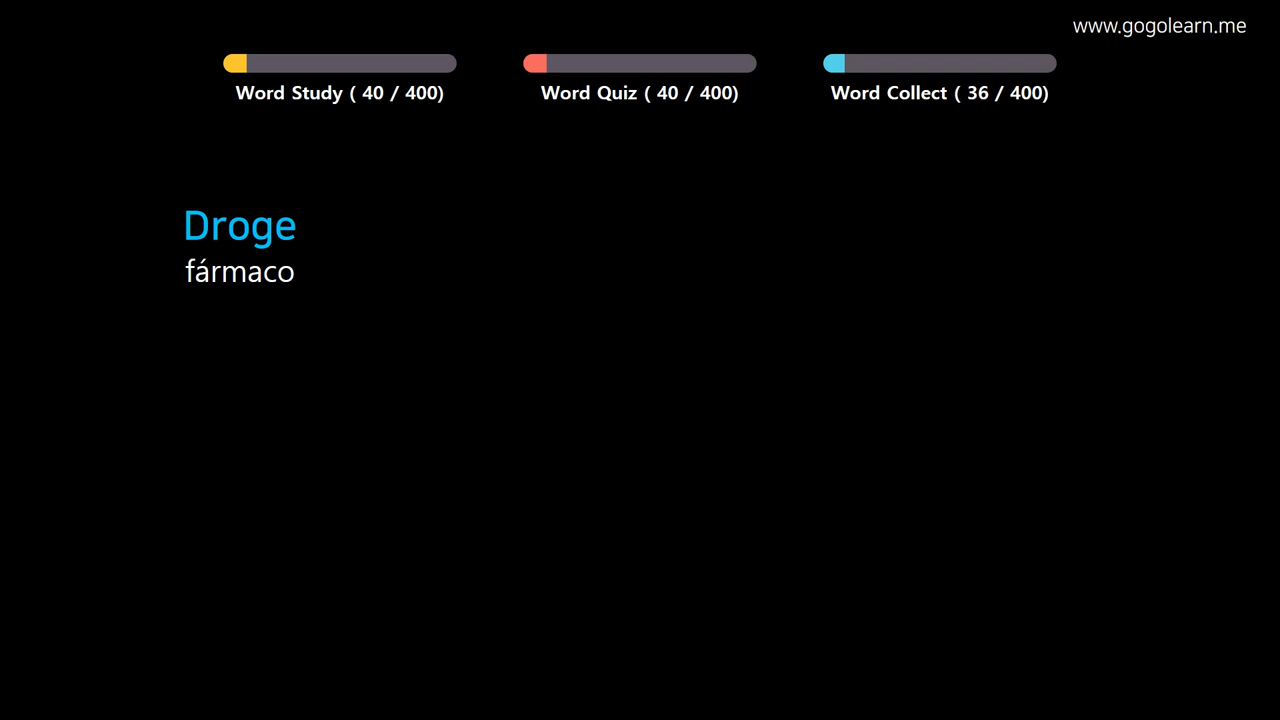 www.gogolearn.me
Word Study ( 40 / 400)
Word Quiz ( 40 / 400)
Word Collect ( 36 / 400)
Droge
fármaco